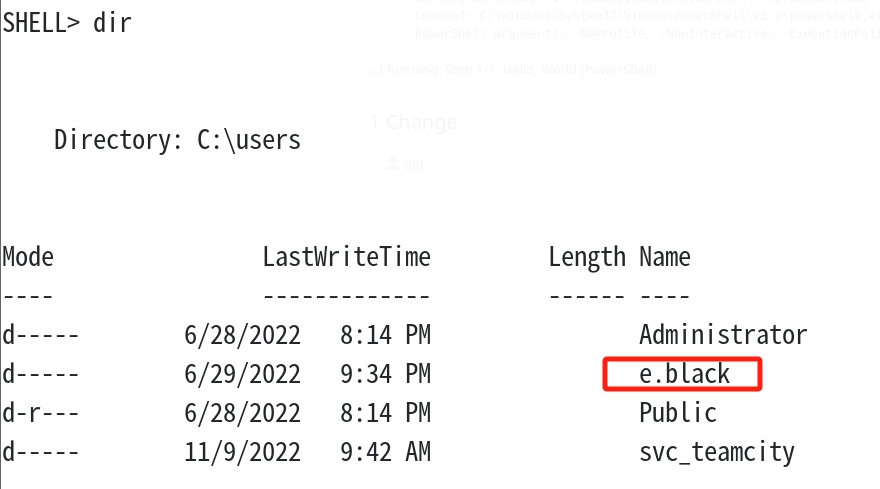 Command: C:\Windows\System32\WindowsPowerShell\v1.0\powershell.exe
SHELL> dir
PowerShell arguments: -NoProfile, -NonInteractive, -ExecutionPoli
Running: Step 1/1: Hello, World (PowerShell)
1 Change
Directory: C:\users
diff
Mode LastWriteTime Length Name
---- ------------- ------ ----
d----- 6/28/2022 8:14 PM Administrator
d----- 6/29/2022 9:34 PM e.black
d-r--- 6/28/2022 8:14 PM Public
d----- 11/9/2022 9:42 AM svc_teamcity